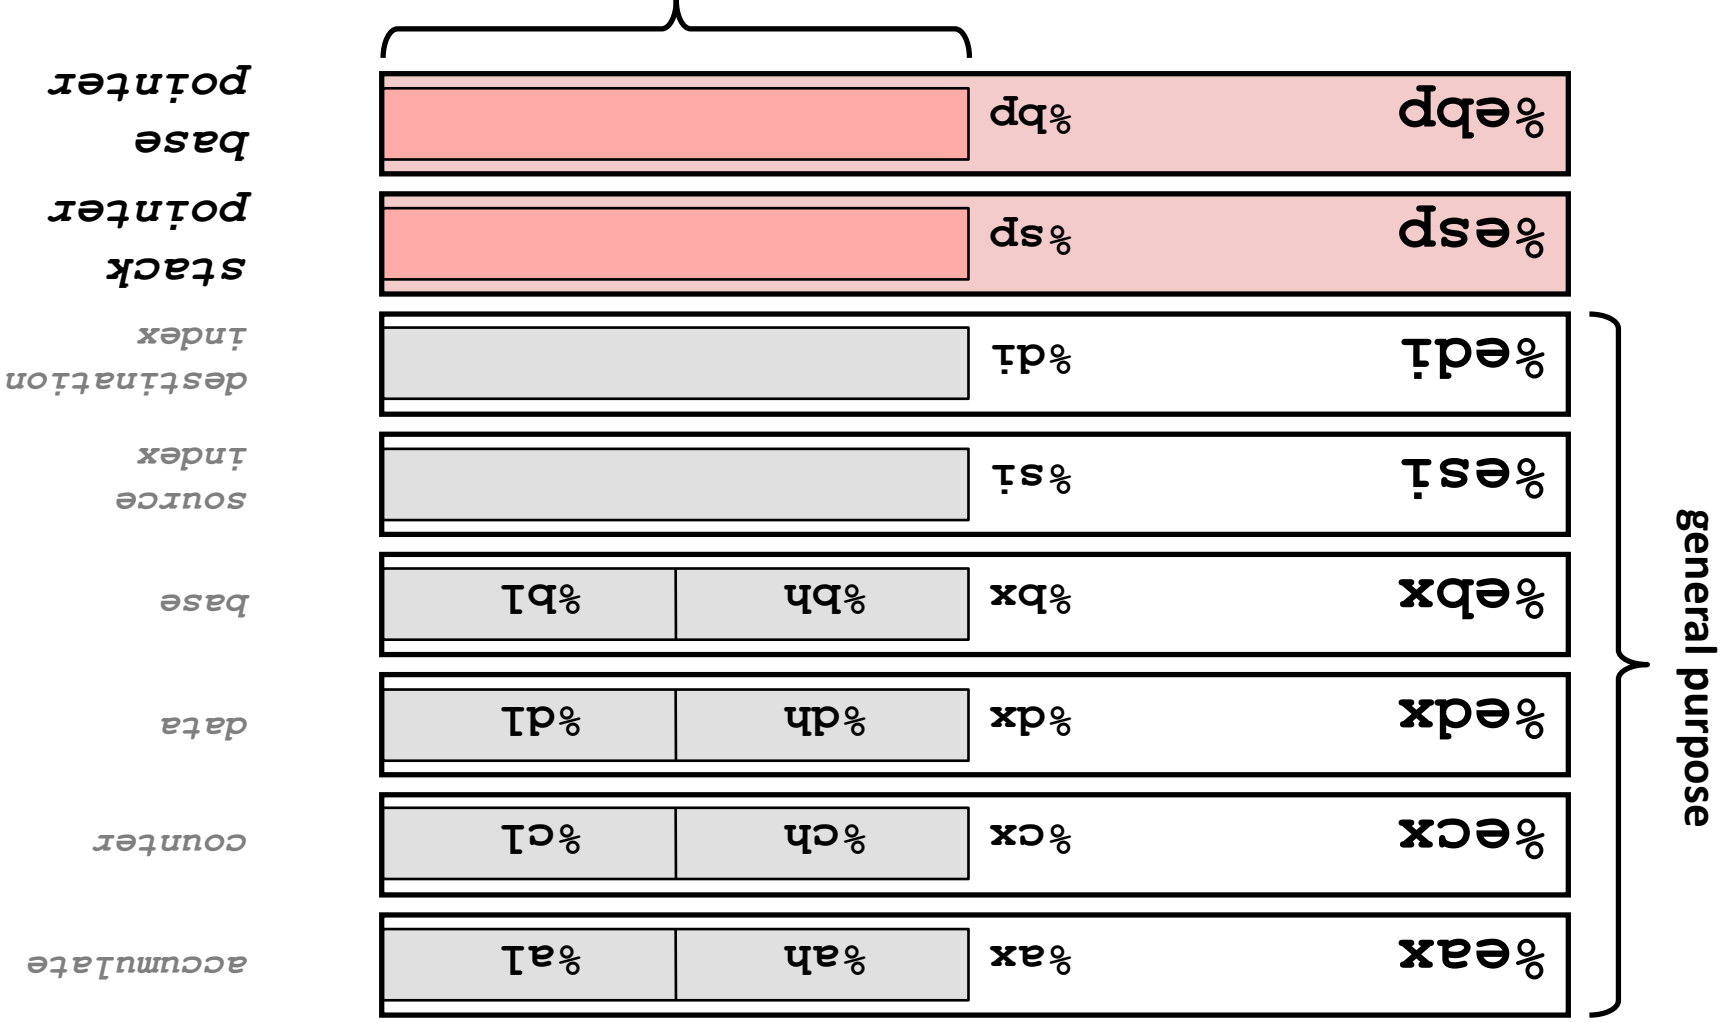 general purpose
%eax %ax %ah %al accumulate
%ecx %cx %ch %cl counter
%edx %dx %dh %dl data
%ebx %bx %bh %bl base
%esi %si source
index
%edi %di destination
index
%esp %sp stack
pointer
%ebp %bp base
pointer